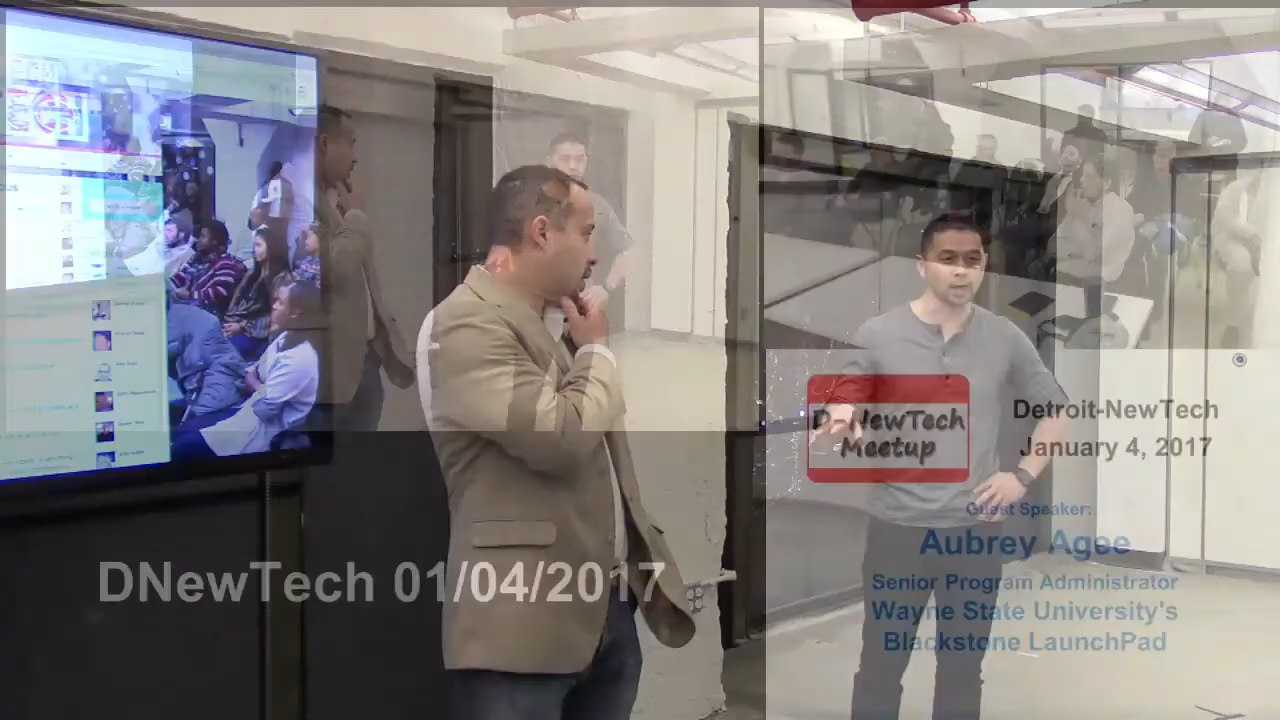 DNewTech 01/04/2017
D-NewTech
Meetup
Detroit-NewTech
January 4, 2017
Guest Speaker:
Aubrey Agee
Senior Program Administrator
Wayne State University's
Blackstone LaunchPad